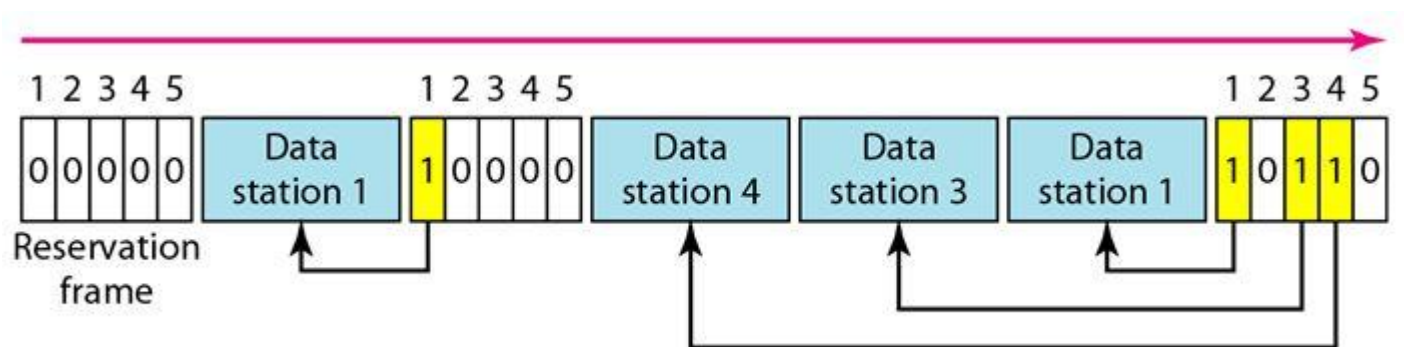 1 2 3 4 5 1 2 3 4 5 1 2 3 4 5
0 0 0 0 0 Data station 1 1 0 0 0 0 Data station 4 Data station 3 Data station 1 1 0 1 1 0
Reservation
frame